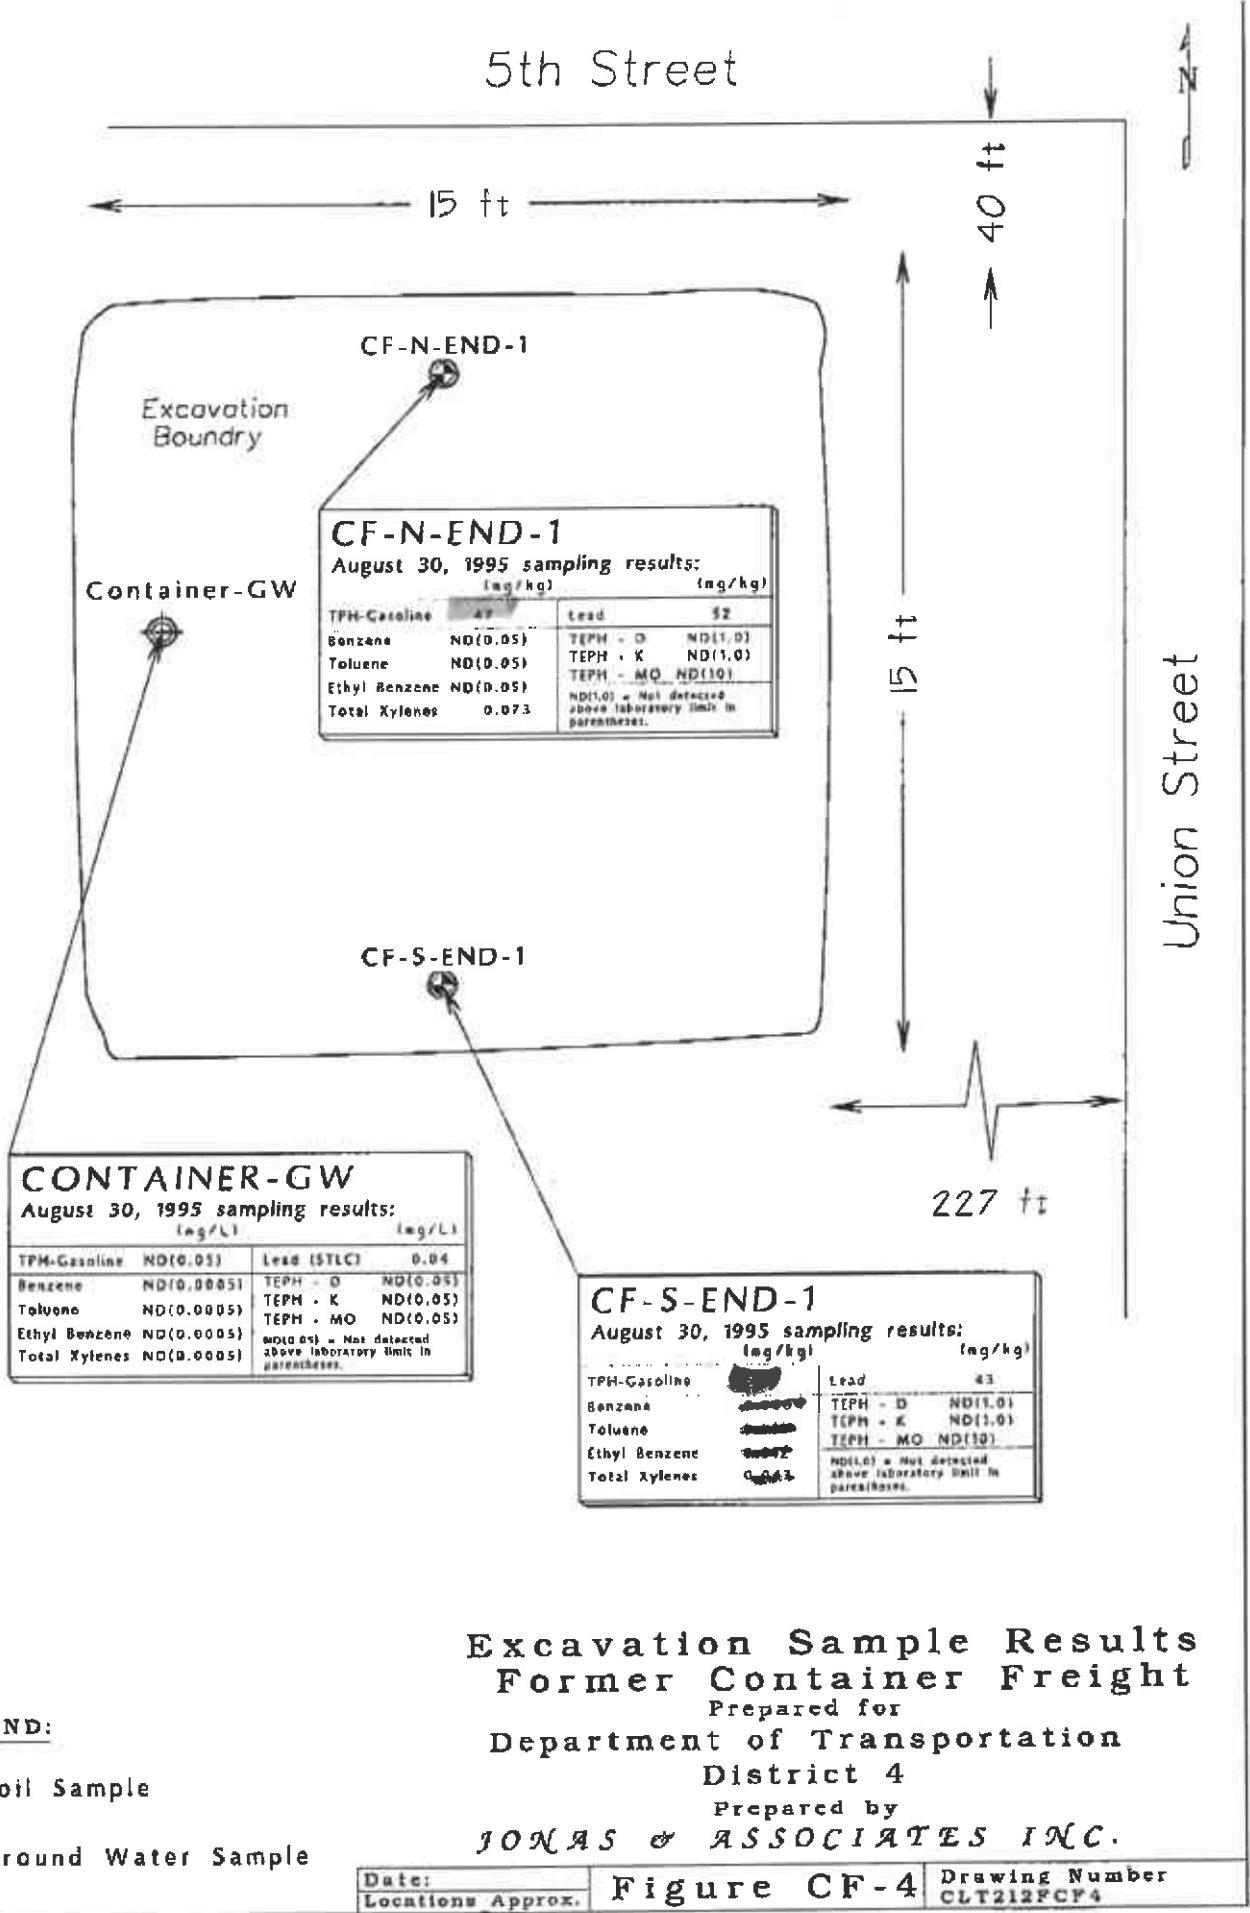 5th Street
N
15 ft
40 ft
CF-N-END-1
Excavation
Boundry
CF-N-END-1
August 30, 1995 sampling results:
(mg/kg) (mg/kg)
TPH-Gasoline Lead 52
Benzene ND(0.05) TEPH - D ND(1.0)
Toluene ND(0.05) TEPH - K ND(1.0)
Ethyl Benzene ND(0.05) TEPH - MO ND(10)
Total Xylenes 0.073
ND(1.0) = Not detected
above laboratory limit in
parentheses.
Container-GW
15 ft
Union Street
CF-S-END-1
227 ft
CONTAINER-GW
August 30, 1995 sampling results:
(mg/L) (mg/L)
TPH-Gasoline ND(0.05) Lead (STLC) 0.04
Benzene ND(0.0005) TEPH - D ND(0.05)
Toluene ND(0.0005) TEPH - K ND(0.05)
Ethyl Benzene ND(0.0005) TEPH - MO ND(0.05)
Total Xylenes ND(0.0005)
ND(0.05) = Not detected
above laboratory limit in
parentheses.
CF-S-END-1
August 30, 1995 sampling results:
(mg/kg) (mg/kg)
TPH-Gasoline Lead 43
Benzene TEPH - D ND(1.0)
Toluene TEPH - K ND(1.0)
Ethyl Benzene TEPH - MO ND(10)
Total Xylenes
ND(1.0) = Not detected
above laboratory limit in
parentheses.
Excavation Sample Results
Former Container Freight
Prepared for
Department of Transportation
District 4
Prepared by
JONAS & ASSOCIATES INC.
ND:
oil Sample
round Water Sample
Date:
Locations Approx.
Figure CF-4
Drawing Number
CLT212FCF4